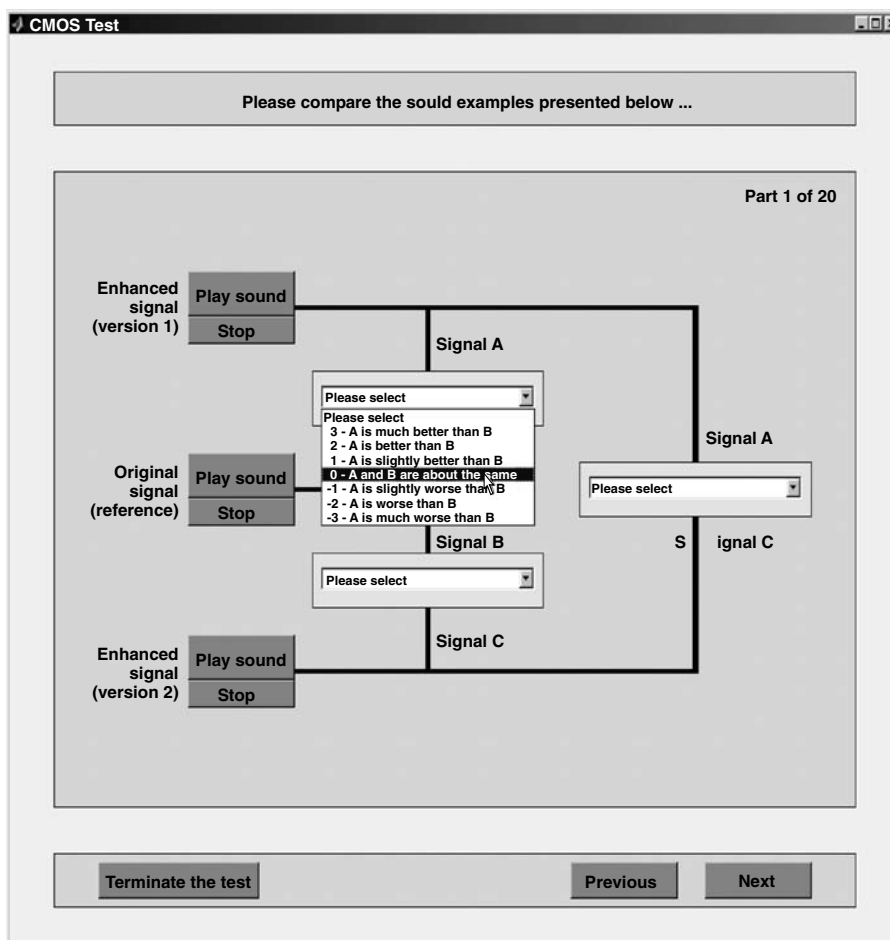 CMOS Test
Please compare the sould examples presented below ...
Part 1 of 20
Enhanced
signal
(version 1)
Play sound
Stop
Signal A
Please select
Please select
3 - A is much better than B
2 - A is better than B
1 - A is slightly better than B
0 - A and B are about the same
-1 - A is slightly worse than B
-2 - A is worse than B
-3 - A is much worse than B
Original
signal
(reference)
Play sound
Stop
Signal A
Please select
S ignal C
Signal B
Please select
Signal C
Enhanced
signal
(version 2)
Play sound
Stop
Terminate the test
Previous
Next